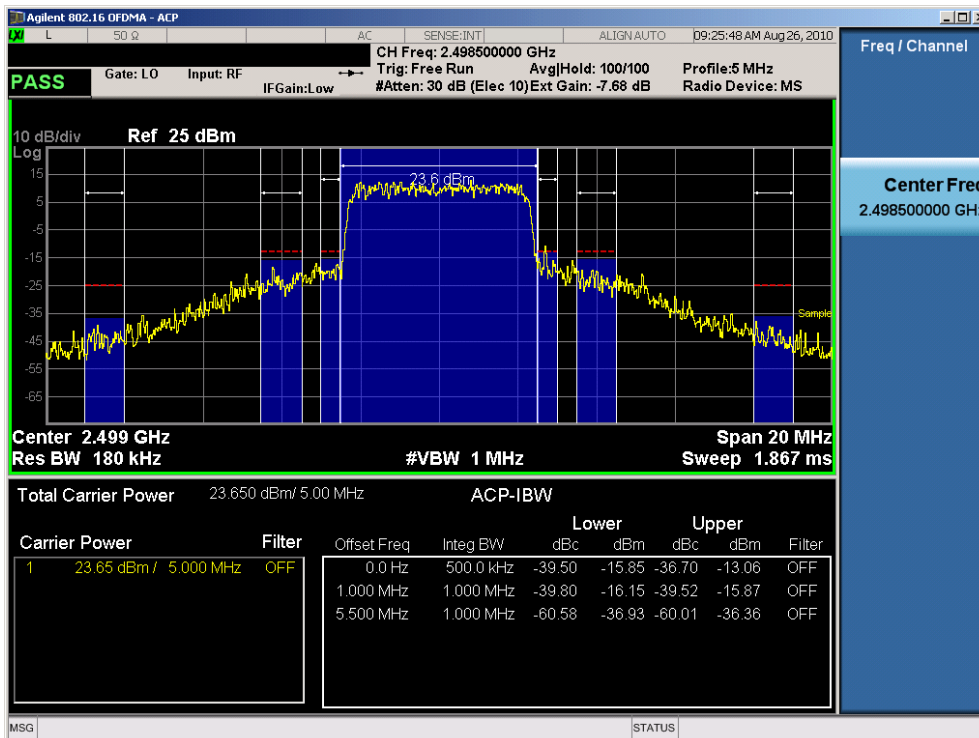 Agilent 802.16 OFDMA - ACP
LXI L 50 Ω AC SENSE:INT ALIGN AUTO 09:25:48 AM Aug 26, 2010
CH Freq: 2.498500000 GHz
PASS Gate: LO Input: RF Trig: Free Run Avg|Hold: 100/100 Profile:5 MHz
IFGain:Low #Atten: 30 dB (Elec 10) Ext Gain: -7.68 dB Radio Device: MS
Freq / Channel
Center Freq
2.498500000 GHz
10 dB/div Ref 25 dBm
Log
15
5
-5
-15
-25
-35
-45
-55
-65
23.6 dBm
Sample
Center 2.499 GHz Span 20 MHz
Res BW 180 kHz #VBW 1 MHz Sweep 1.867 ms
Total Carrier Power 23.650 dBm/ 5.00 MHz ACP-IBW
Lower Upper
Carrier Power Filter Offset Freq Integ BW dBc dBm dBc dBm Filter
1 23.65 dBm / 5.000 MHz OFF 0.0 Hz 500.0 kHz -39.50 -15.85 -36.70 -13.06 OFF
1.000 MHz 1.000 MHz -39.80 -16.15 -39.52 -15.87 OFF
5.500 MHz 1.000 MHz -60.58 -36.93 -60.01 -36.36 OFF
MSG STATUS